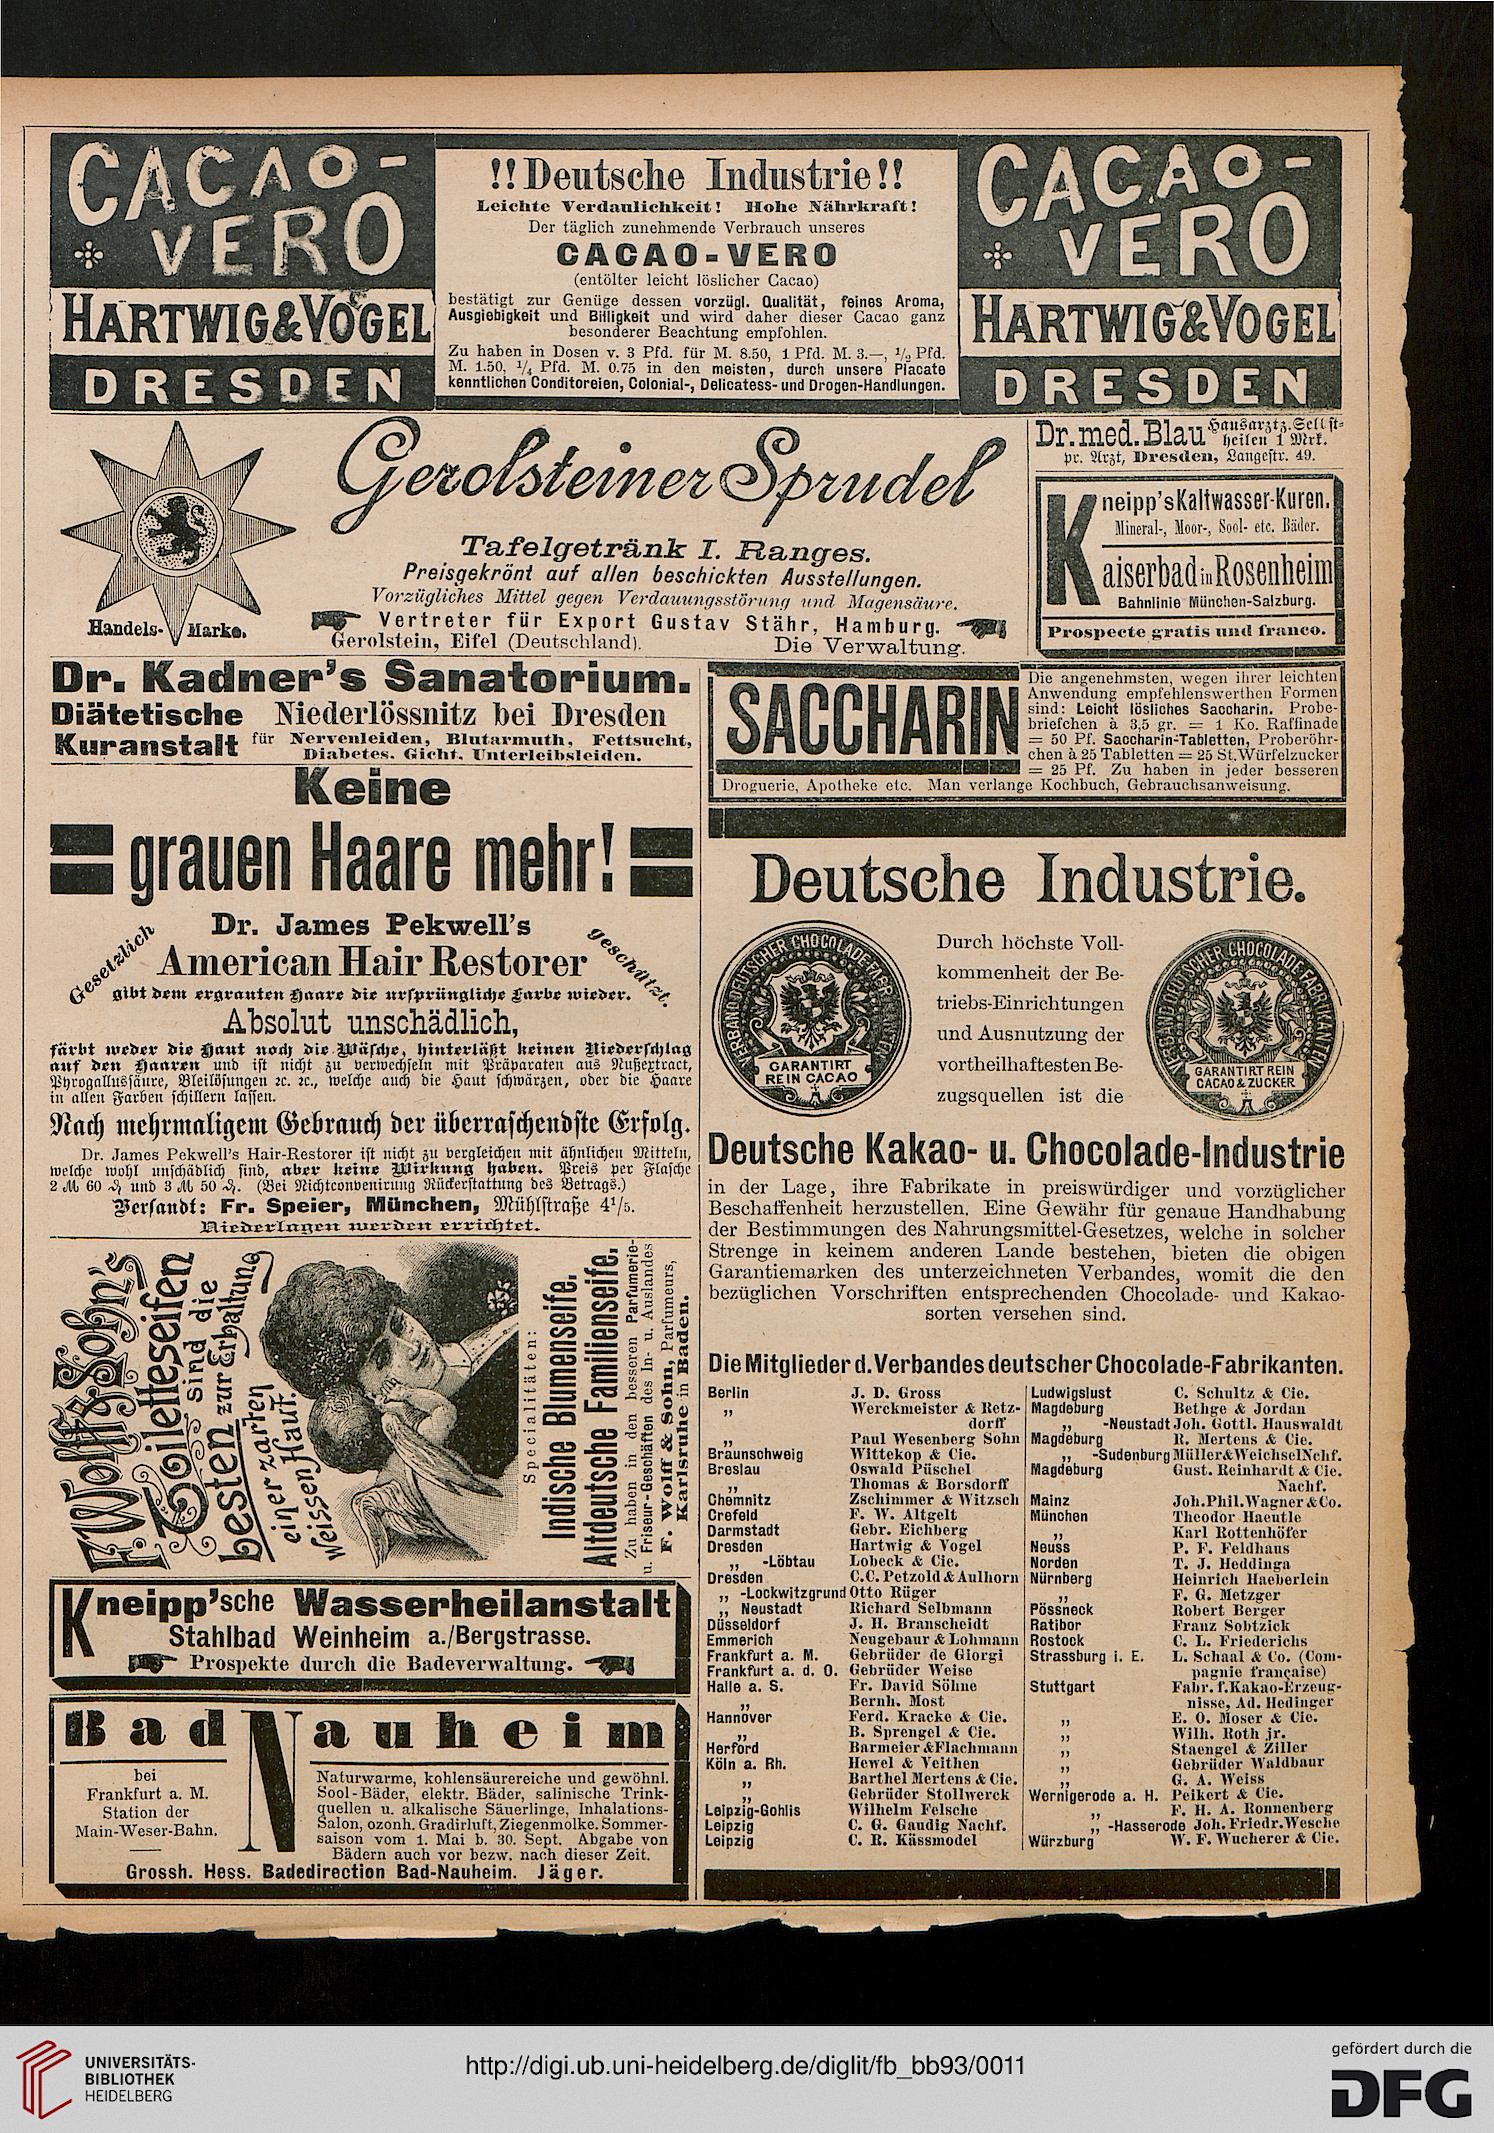 CACAO-
VERO
HARTWIG & VOGEL
DRESDEN
!! Deutsche Industrie !!
Leichte Verdaulichkeit! Hohe Nährkraft!
Der täglich zunehmende Verbrauch unseres
CACAO-VERO
(entölter leicht löslicher Cacao)
bestätigt zur Genüge dessen vorzügl. Qualität, feines Aroma,
Ausgiebigkeit und Billigkeit und wird daher dieser Cacao ganz
besonderer Beachtung empfohlen.
Zu haben in Dosen v. 3 Pfd. für M. 8.50, 1 Pfd. M. 3.—, 1/2 Pfd.
M. 1.50, 1/4 Pfd. M. 0.75 in den meisten, durch unsere Placate
kenntlichen Conditoreien, Colonial-, Delicatess- und Drogen-Handlungen.
CACAO-
VERO
HARTWIG & VOGEL
DRESDEN
Handels- Marke.
Gerolsteiner Sprudel
Tafelgetränk I. Ranges.
Preisgekrönt auf allen beschickten Ausstellungen.
Vorzügliches Mittel gegen Verdauungsstörung und Magensäure.
Vertreter für Export Gustav Stähr, Hamburg.
Gerolstein, Eifel (Deutschland). Die Verwaltung.
Dr. med. Blau Hausarzt z. Selbst-
heilen 1 Mrk.
pr. Arzt, Dresden, Langestr. 49.
Kneipp's Kaltwasser-Kuren.
Mineral-, Moor-, Sool- etc. Bäder.
Kaiserbad in Rosenheim
Bahnlinie München-Salzburg.
Prospecte gratis und franco.
Dr. Kadner's Sanatorium.
Diätetische Niederlössnitz bei Dresden
Kuranstalt für Nervenleiden, Blutarmuth, Fettsucht,
Diabetes. Gicht. Unterleibsleiden.
SACCHARIN
Die angenehmsten, wegen ihrer leichten
Anwendung empfehlenswerthen Formen
sind: Leicht lösliches Saccharin. Probe-
briefchen à 3,5 gr. = 1 Ko. Raffinade
= 50 Pf. Saccharin-Tabletten, Proberöhr-
chen à 25 Tabletten = 25 St. Würfelzucker
= 25 Pf. Zu haben in jeder besseren
Droguerie, Apotheke etc. Man verlange Kochbuch, Gebrauchsanweisung.
Keine
grauen Haare mehr!
Dr. James Pekwell's
Gesetzlich geschützt.
American Hair Restorer
gibt dem ergrauten Haare die ursprüngliche Farbe wieder.
Absolut unschädlich,
färbt weder die Haut noch die Wäsche, hinterläßt keinen Niederschlag
auf den Haaren und ist nicht zu verwechseln mit Präparaten aus Nußextract,
Pyrogallussäure, Bleilösungen ꝛc. ꝛc., welche auch die Haut schwärzen, oder die Haare
in allen Farben schillern lassen.
Nach mehrmaligem Gebrauch der überraschendste Erfolg.
Dr. James Pekwell's Hair-Restorer ist nicht zu vergleichen mit ähnlichen Mitteln,
welche wohl unschädlich sind, aber keine Wirkung haben. Preis per Flasche
2 ℳ 60 ₰ und 3 ℳ 50 ₰. (Bei Nichtconvenirung Rückerstattung des Betrags.)
Versandt: Fr. Speier, München, Mühlstraße 4 1/5.
Niederlagen werden errichtet.
F. Wolff & Sohn's
Toiletteseifen
sind die
besten zur Erhaltung
einer zarten
weissen Haut.
Specialitäten:
Indische Blumenseife.
Altdeutsche Familienseife.
Zu haben in den besseren Parfumerie-
u. Friseur-Geschäften des In- u. Auslandes
F. Wolff & Sohn, Parfumeurs,
Karlsruhe in Baden.
Kneipp'sche Wasserheilanstalt
Stahlbad Weinheim a./Bergstrasse.
Prospekte durch die Badeverwaltung.
Bad Nauheim
bei
Frankfurt a. M.
Station der
Main-Weser-Bahn.
Naturwarme, kohlensäurereiche und gewöhnl.
Sool-Bäder, elektr. Bäder, salinische Trink-
quellen u. alkalische Säuerlinge, Inhalations-
Salon, ozonh. Gradirluft, Ziegenmolke. Sommer-
saison vom 1. Mai b. 30. Sept. Abgabe von
Bädern auch vor bezw. nach dieser Zeit.
Grossh. Hess. Badedirection Bad-Nauheim. Jäger.
Deutsche Industrie.
VERBAND DEUTSCHER CHOCOLADE FABRIKANTEN
GARANTIRT
REIN CACAO
Durch höchste Voll-
kommenheit der Be-
triebs-Einrichtungen
und Ausnutzung der
vortheilhaftesten Be-
zugsquellen ist die
VERBAND DEUTSCHER CHOCOLADE FABRIKANTEN
GARANTIRT REIN
CACAO & ZUCKER
Deutsche Kakao- u. Chocolade-Industrie
in der Lage, ihre Fabrikate in preiswürdiger und vorzüglicher
Beschaffenheit herzustellen. Eine Gewähr für genaue Handhabung
der Bestimmungen des Nahrungsmittel-Gesetzes, welche in solcher
Strenge in keinem anderen Lande bestehen, bieten die obigen
Garantiemarken des unterzeichneten Verbandes, womit die den
bezüglichen Vorschriften entsprechenden Chocolade- und Kakao-
sorten versehen sind.
Die Mitglieder d. Verbandes deutscher Chocolade-Fabrikanten.
Berlin J. D. Gross
„ Werckmeister & Retz-
dorff
„ Paul Wesenberg Sohn
Braunschweig Wittekop & Cie.
Breslau Oswald Püschel
„ Thomas & Borsdorff
Chemnitz Zschimmer & Witzsch
Crefeld F. W. Altgelt
Darmstadt Gebr. Eichberg
Dresden Hartwig & Vogel
„ -Löbtau Lobeck & Cie.
Dresden C. C. Petzold & Aulhorn
„ -Lockwitzgrund Otto Rüger
„ Neustadt Richard Selbmann
Düsseldorf J. H. Branscheidt
Emmerich Neugebaur & Lohmann
Frankfurt a. M. Gebrüder de Giorgi
Frankfurt a. d. O. Gebrüder Weise
Halle a. S. Fr. David Söhne
„ Bernh. Most
Hannover Ferd. Kracke & Cie.
„ B. Sprengel & Cie.
Herford Barmeier & Flachmann
Köln a. Rh. Hewel & Veithen
„ Barthel Mertens & Cie.
„ Gebrüder Stollwerck
Leipzig-Gohlis Wilhelm Felsche
Leipzig C. G. Gaudig Nachf.
Leipzig C. R. Kässmodel
Ludwigslust C. Schultz & Cie.
Magdeburg Bethge & Jordan
„ -Neustadt Joh. Gottl. Hauswaldt
Magdeburg R. Mertens & Cie.
„ -Sudenburg Müller & Weichsel Nchf.
Magdeburg Gust. Reinhardt & Cie.
Nachf.
Mainz Joh. Phil. Wagner & Co.
München Theodor Haeutle
„ Karl Rottenhöfer
Neuss P. F. Feldhaus
Norden T. J. Heddinga
Nürnberg Heinrich Haeberlein
„ F. G. Metzger
Pössneck Robert Berger
Ratibor Franz Sobtzick
Rostock C. L. Friederichs
Strassburg i. E. L. Schaal & Co. (Com-
pagnie française)
Stuttgart Fabr. f. Kakao-Erzeug-
nisse, Ad. Hedinger
„ E. O. Moser & Cie.
„ Wilh. Roth jr.
„ Staengel & Ziller
„ Gebrüder Waldbaur
„ G. A. Weiss
Wernigerode a. H. Peikert & Cie.
„ F. H. A. Ronnenberg
„ -Hasserode Joh. Friedr. Wesche
Würzburg W. F. Wucherer & Cie.
UNIVERSITÄTS-
BIBLIOTHEK
HEIDELBERG
http://digi.ub.uni-heidelberg.de/diglit/fb_bb93/0011
gefördert durch die
DFG